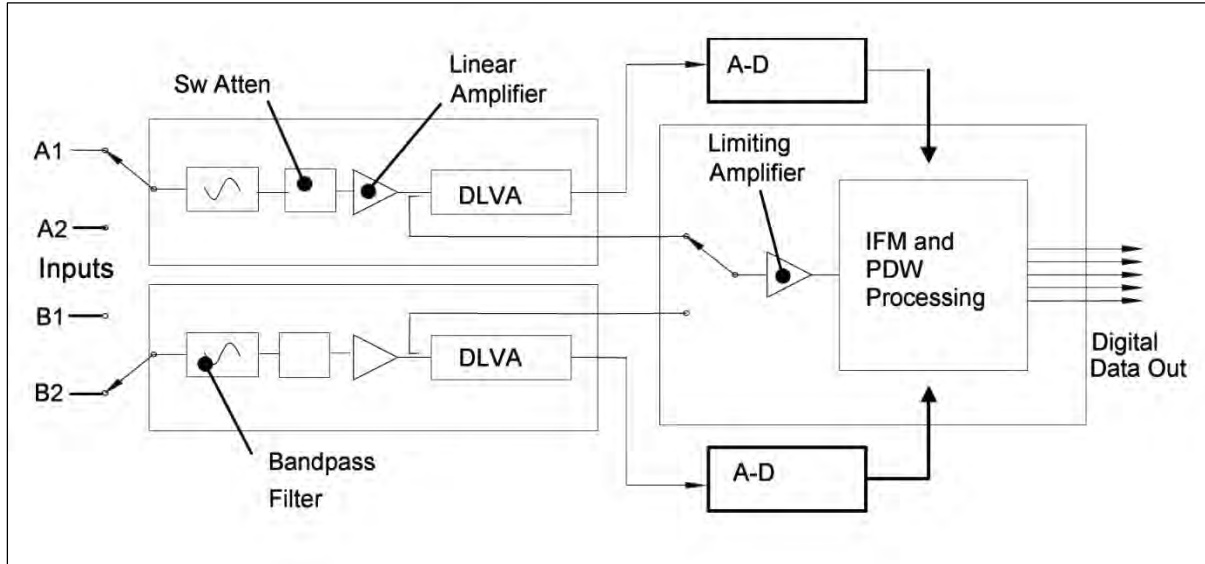 A-D
Linear
Amplifier
Sw Atten
A1
Limiting
Amplifier
DLVA
A2
IFM and
PDW
Processing
Inputs
B1
DLVA
Digital
Data Out
B2
A-D
Bandpass
Filter